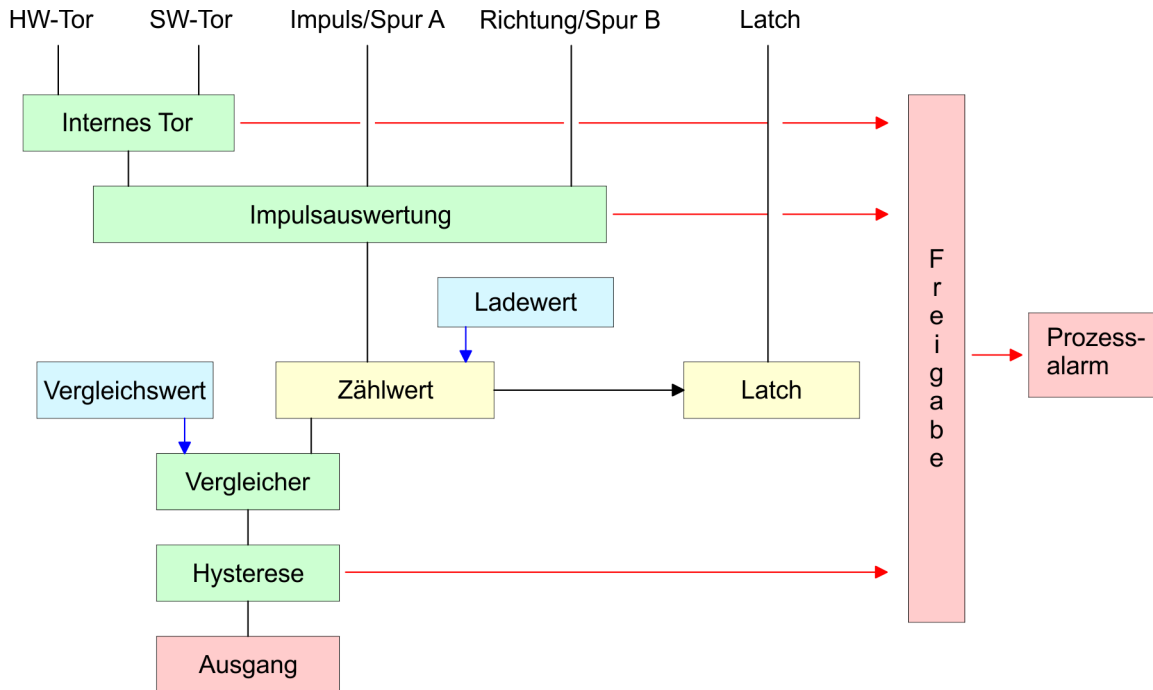 HW-Tor
SW-Tor
Impuls/Spur A
Richtung/Spur B
Latch
Internes Tor
Impulsauswertung
Ladewert
Vergleichswert
Zählwert
Latch
Vergleicher
Hysterese
Ausgang
Freigabe
Prozess-
alarm